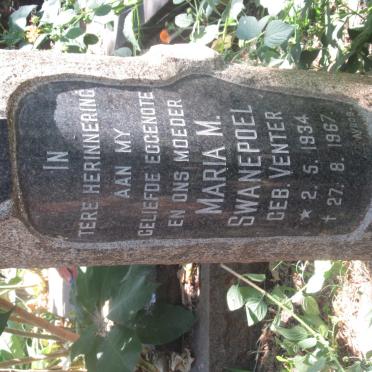 IN
TERE HERINNERING
AAN MY
GELIEFDE EGGENOTE
EN ONS MOEDER
MARIA M.
SWANEPOEL
GEB. VENTER
★ 2. 5. 1934
† 27. 8. 1967